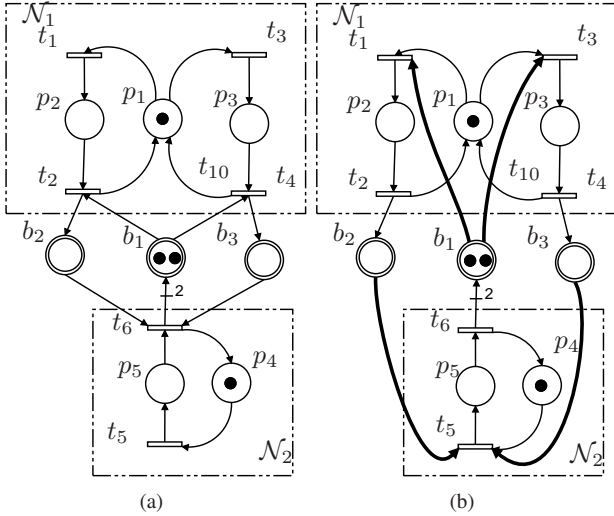 𝒩₁ 𝒩₁
t₁ t₃ t₁ t₃
p₂ p₁ p₃ p₂ p₁ p₃
t₂ t₁₀ t₄ t₂ t₁₀ t₄
b₂ b₁ b₃ b₂ b₁ b₃
2 2
t₆ t₆
p₅ p₄ p₅ p₄
t₅ t₅
𝒩₂ 𝒩₂
(a) (b)